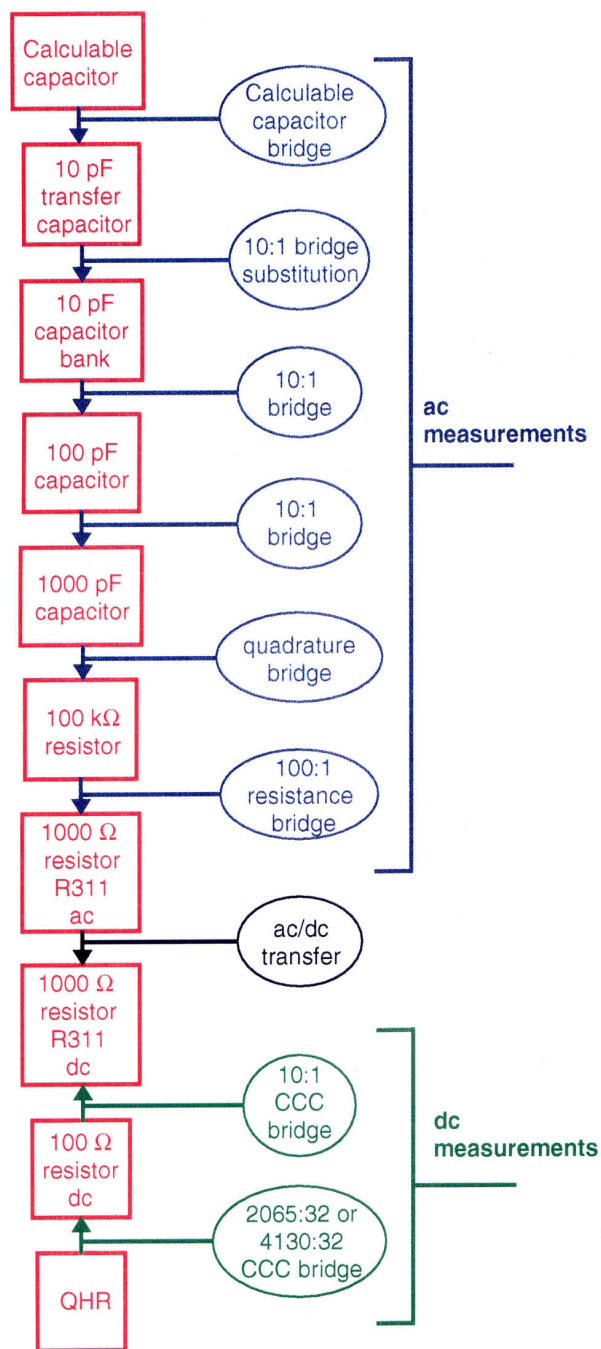 Calculable
capacitor
Calculable
capacitor
bridge
10 pF
transfer
capacitor
10:1 bridge
substitution
10 pF
capacitor
bank
10:1
bridge
ac
measurements
100 pF
capacitor
10:1
bridge
1000 pF
capacitor
quadrature
bridge
100 kΩ
resistor
100:1
resistance
bridge
1000 Ω
resistor
R311
ac
ac/dc
transfer
1000 Ω
resistor
R311
dc
10:1
CCC
bridge
dc
measurements
100 Ω
resistor
dc
2065:32 or
4130:32
CCC bridge
QHR